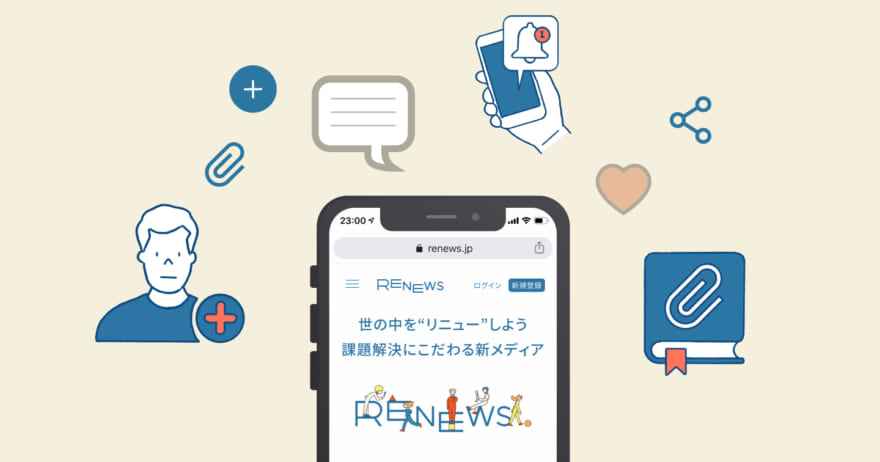 1
23:00
renews.jp
RENEWS
ログイン
新規登録
世の中を“リニュー”しよう
課題解決にこだわる新メディア
RENEWS